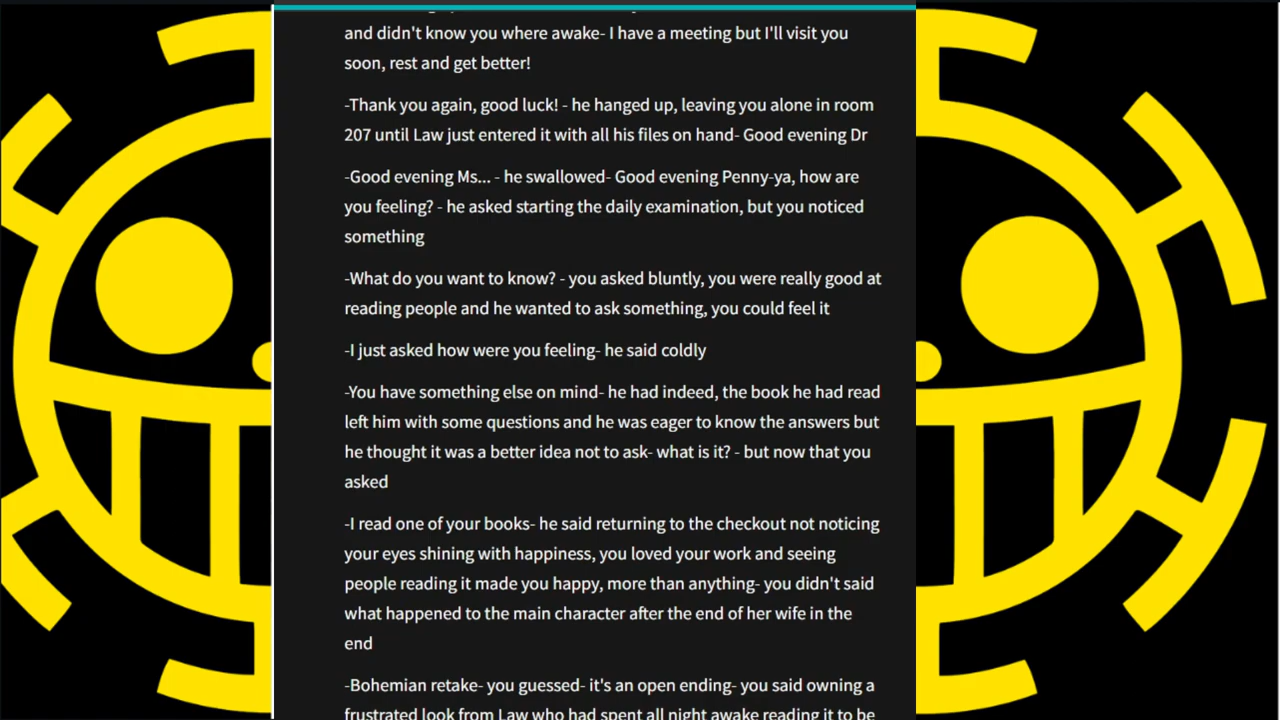 and didn't know you where awake- I have a meeting but I'll visit you
soon, rest and get better!
-Thank you again, good luck! - he hanged up, leaving you alone in room
207 until Law just entered it with all his files on hand- Good evening Dr
-Good evening Ms... - he swallowed- Good evening Penny-ya, how are
you feeling? - he asked starting the daily examination, but you noticed
something
-What do you want to know? - you asked bluntly, you were really good at
reading people and he wanted to ask something, you could feel it
-I just asked how were you feeling- he said coldly
-You have something else on mind- he had indeed, the book he had read
left him with some questions and he was eager to know the answers but
he thought it was a better idea not to ask- what is it? - but now that you
asked
-I read one of your books- he said returning to the checkout not noticing
your eyes shining with happiness, you loved your work and seeing
people reading it made you happy, more than anything- you didn't said
what happened to the main character after the end of her wife in the
end
-Bohemian retake- you guessed- it's an open ending- you said owning a
frustrated look from Law who had spent all night awake reading it to be